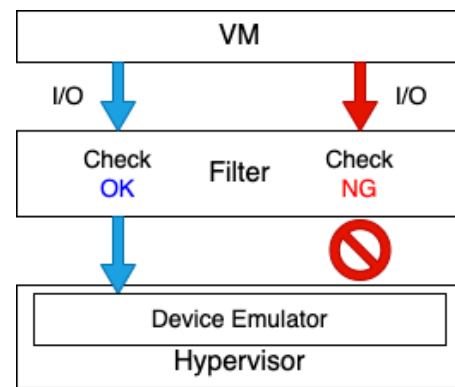 VM
I/O
I/O
Check
OK
Filter
Check
NG
Device Emulator
Hypervisor